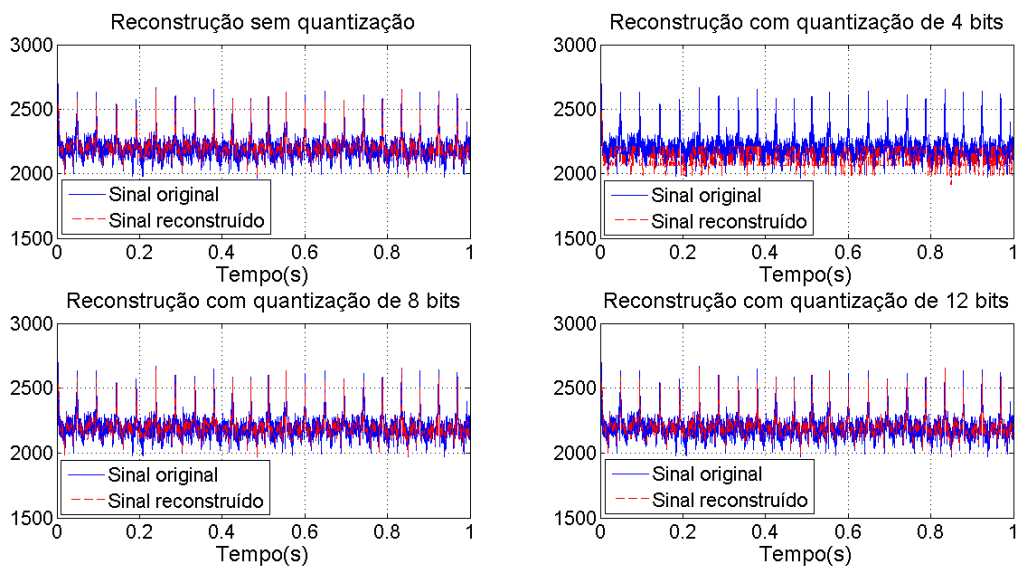 Reconstrução sem quantização
3000
2500
2000
1500
Sinal original
Sinal reconstruído
0
0.2
0.4
0.6
0.8
1
Tempo(s)
Reconstrução com quantização de 4 bits
3000
2500
2000
1500
Sinal original
Sinal reconstruído
0
0.2
0.4
0.6
0.8
1
Tempo(s)
Reconstrução com quantização de 8 bits
3000
2500
2000
1500
Sinal original
Sinal reconstruído
0
0.2
0.4
0.6
0.8
1
Tempo(s)
Reconstrução com quantização de 12 bits
3000
2500
2000
1500
Sinal original
Sinal reconstruído
0
0.2
0.4
0.6
0.8
1
Tempo(s)